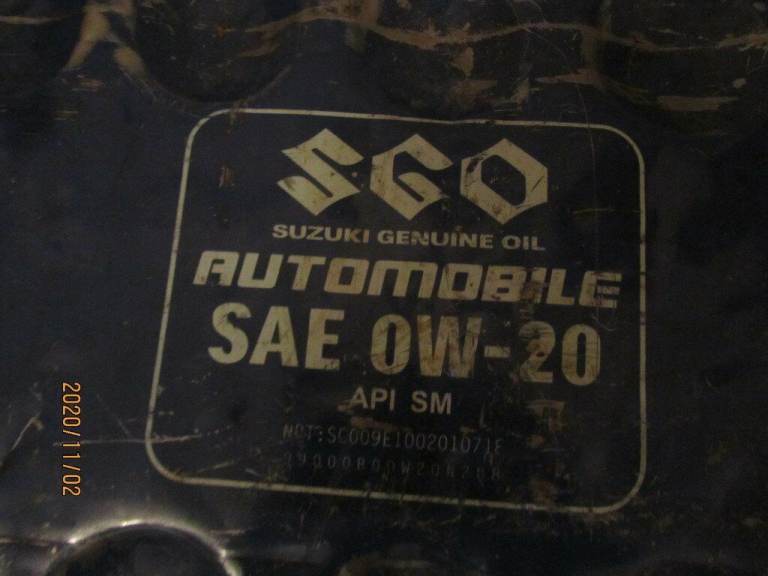 SGO
SUZUKI GENUINE OIL
AUTOMOBILE
SAE 0W-20
API SM
2020/11/02